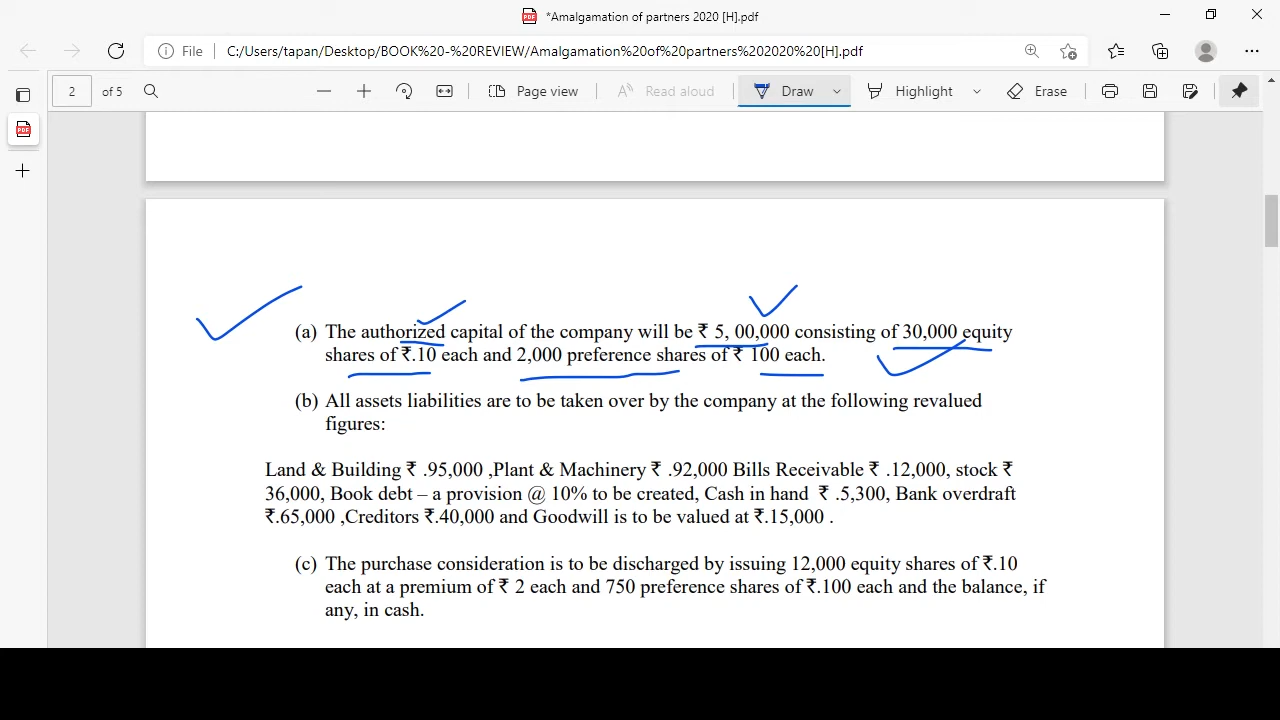 *Amalgamation of partners 2020 [H].pdf
File C:/Users/tapan/Desktop/BOOK%20-%20REVIEW/Amalgamation%20of%20partners%202020%20[H].pdf
2 of 5 Page view Read aloud Draw Highlight Erase
(a) The authorized capital of the company will be ₹ 5, 00,000 consisting of 30,000 equity
shares of ₹.10 each and 2,000 preference shares of ₹ 100 each.
(b) All assets liabilities are to be taken over by the company at the following revalued
figures:
Land & Building ₹ .95,000 ,Plant & Machinery ₹ .92,000 Bills Receivable ₹ .12,000, stock ₹
36,000, Book debt – a provision @ 10% to be created, Cash in hand ₹ .5,300, Bank overdraft
₹.65,000 ,Creditors ₹.40,000 and Goodwill is to be valued at ₹.15,000 .
(c) The purchase consideration is to be discharged by issuing 12,000 equity shares of ₹.10
each at a premium of ₹ 2 each and 750 preference shares of ₹.100 each and the balance, if
any, in cash.